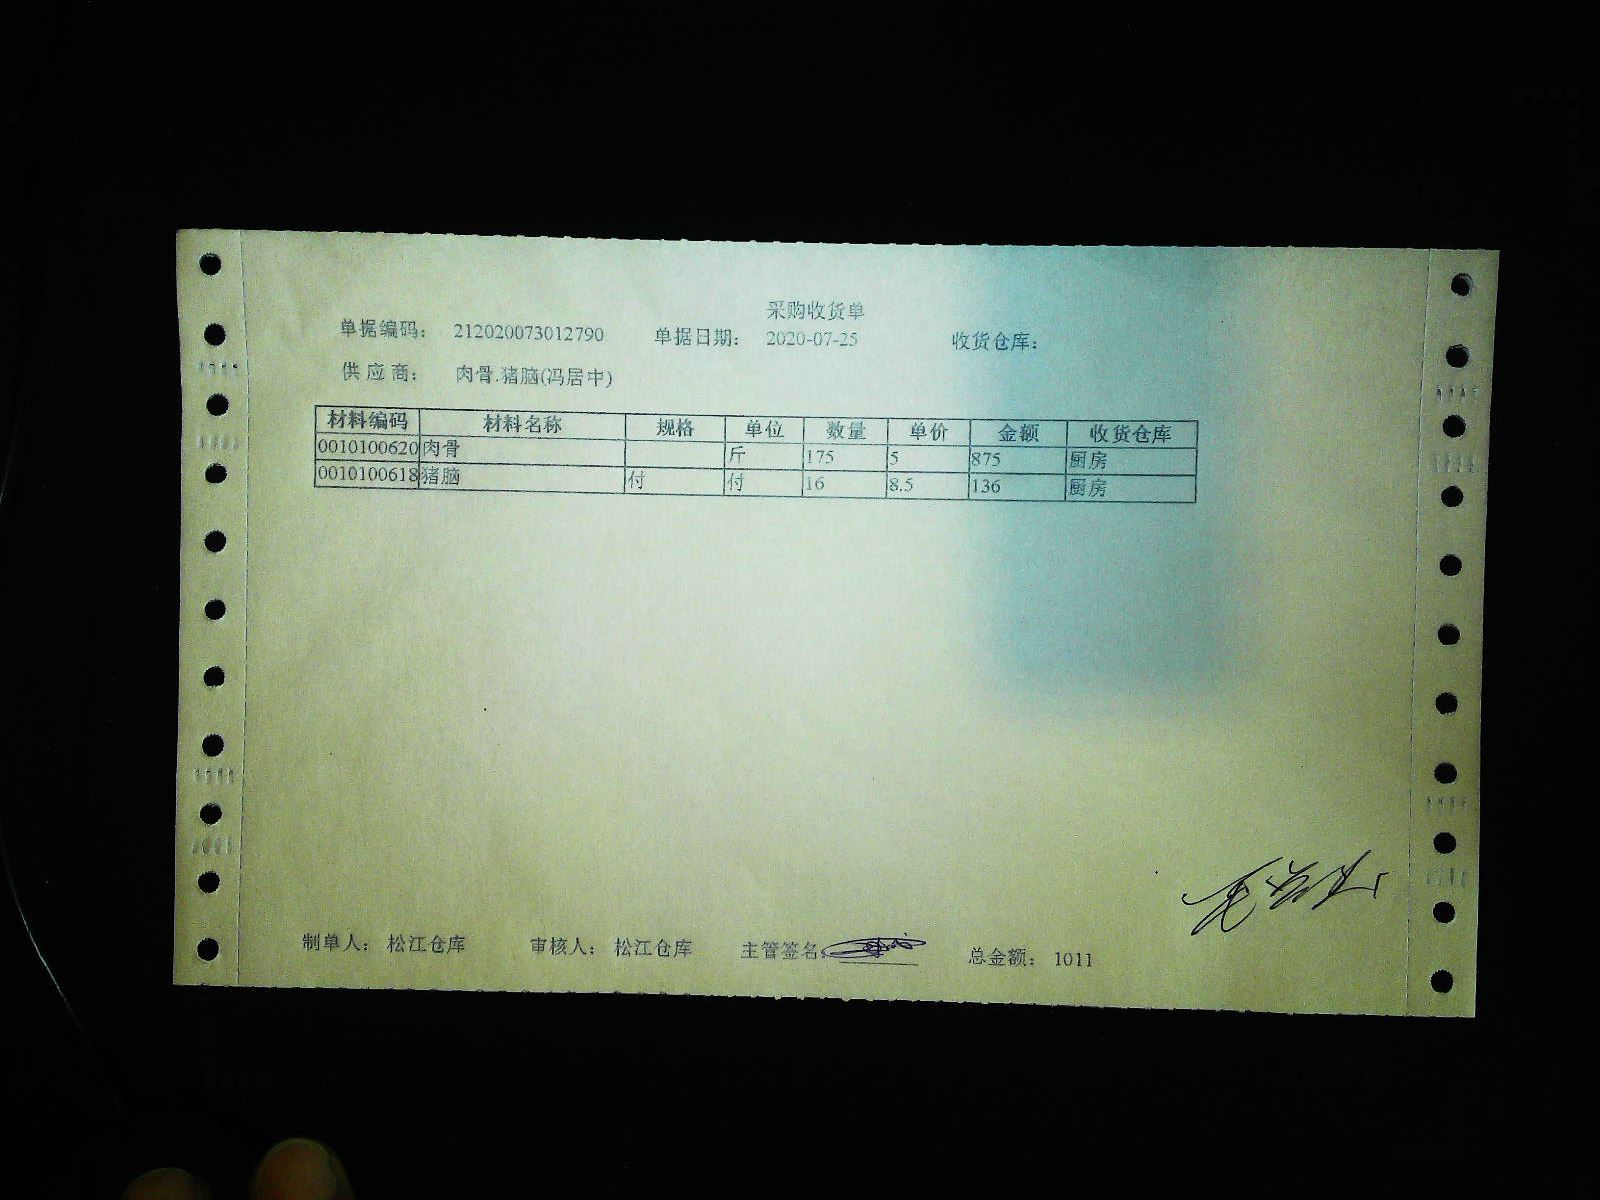 采购收货单
单据编码: 212020073012790 单据日期: 2020-07-25 收货仓库:
供应商: 肉骨.猪脑(冯居中)
材料编码 材料名称 规格 单位 数量 单价 金额 收货仓库
0010100620 肉骨 斤 175 5 875 厨房
0010100618 猪脑 付 付 16 8.5 136 厨房
制单人: 松江仓库 审核人: 松江仓库 主管签名: 总金额: 1011